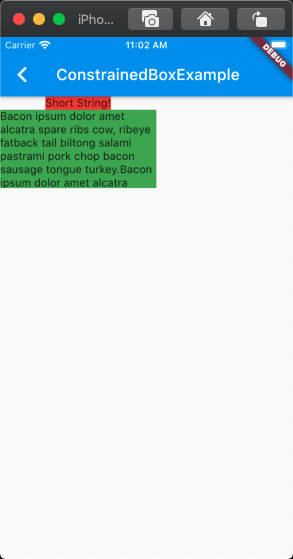 iPho...
Carrier
11:02 AM
DEBUG
ConstrainedBoxExample
Short String!
Bacon ipsum dolor amet
alcatra spare ribs cow, ribeye
fatback tail biltong salami
pastrami pork chop bacon
sausage tongue turkey.Bacon
ipsum dolor amet alcatra